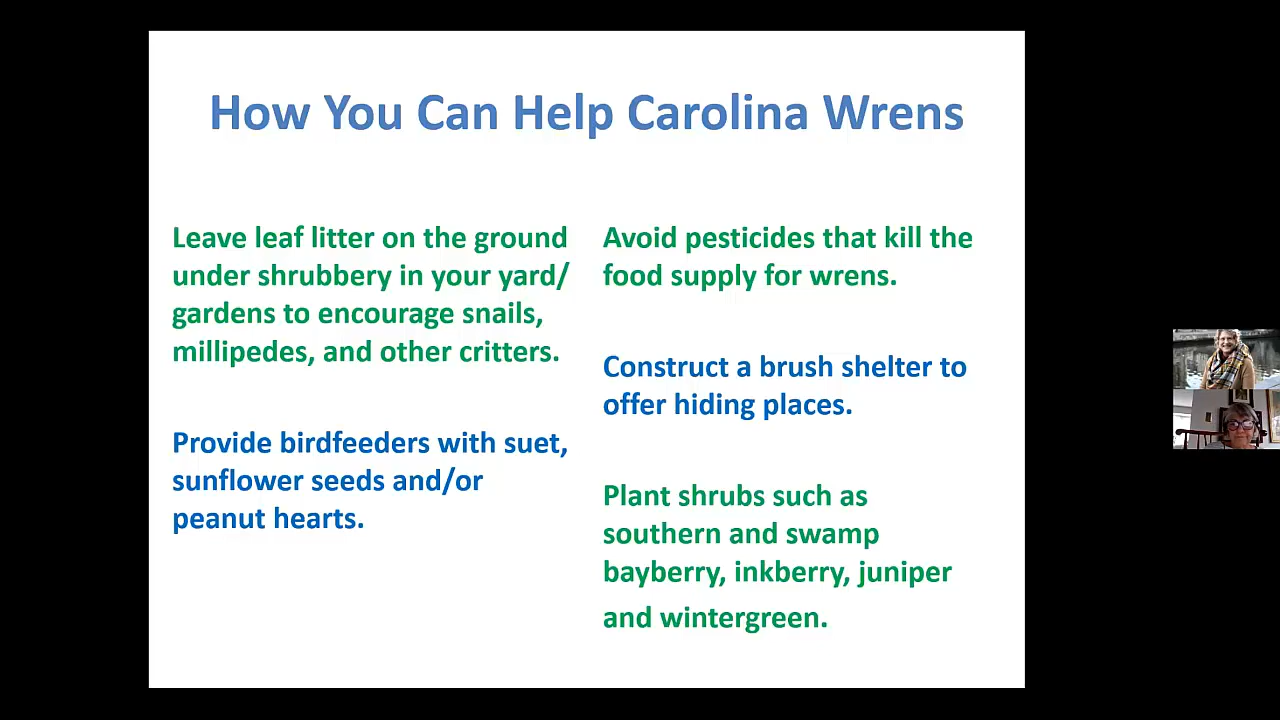 How You Can Help Carolina Wrens
Leave leaf litter on the ground
under shrubbery in your yard/
gardens to encourage snails,
millipedes, and other critters.
Provide birdfeeders with suet,
sunflower seeds and/or
peanut hearts.
Avoid pesticides that kill the
food supply for wrens.
Construct a brush shelter to
offer hiding places.
Plant shrubs such as
southern and swamp
bayberry, inkberry, juniper
and wintergreen.